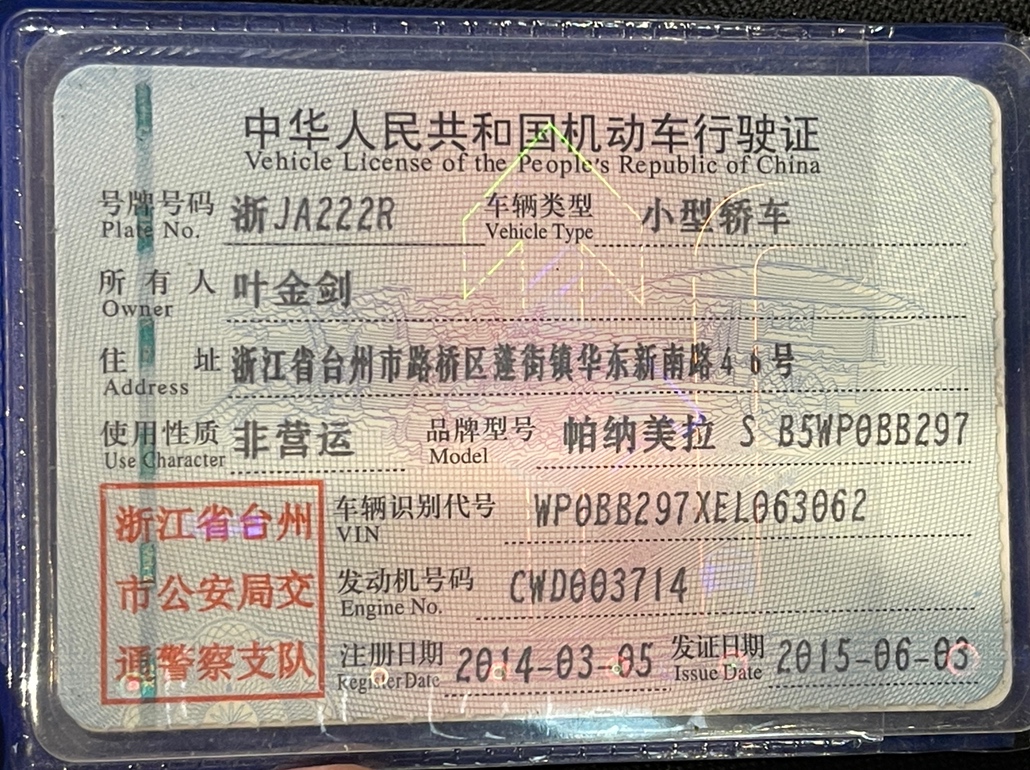 中华人民共和国机动车行驶证
Vehicle License of the People's Republic of China
号牌号码 浙JA222R 车辆类型 小型轿车
Plate No. Vehicle Type
所有人 叶金剑
Owner
住址 浙江省台州市路桥区蓬街镇华东新南路46号
Address
使用性质 非营运 品牌型号 帕纳美拉 S B5WP0BB297
Use Character Model
浙江省台州
市公安局交
通警察支队
车辆识别代号 WP0BB297XEL063062
VIN
发动机号码 CWD003714
Engine No.
注册日期 2014-03-05 发证日期 2015-06-03
Register Date Issue Date